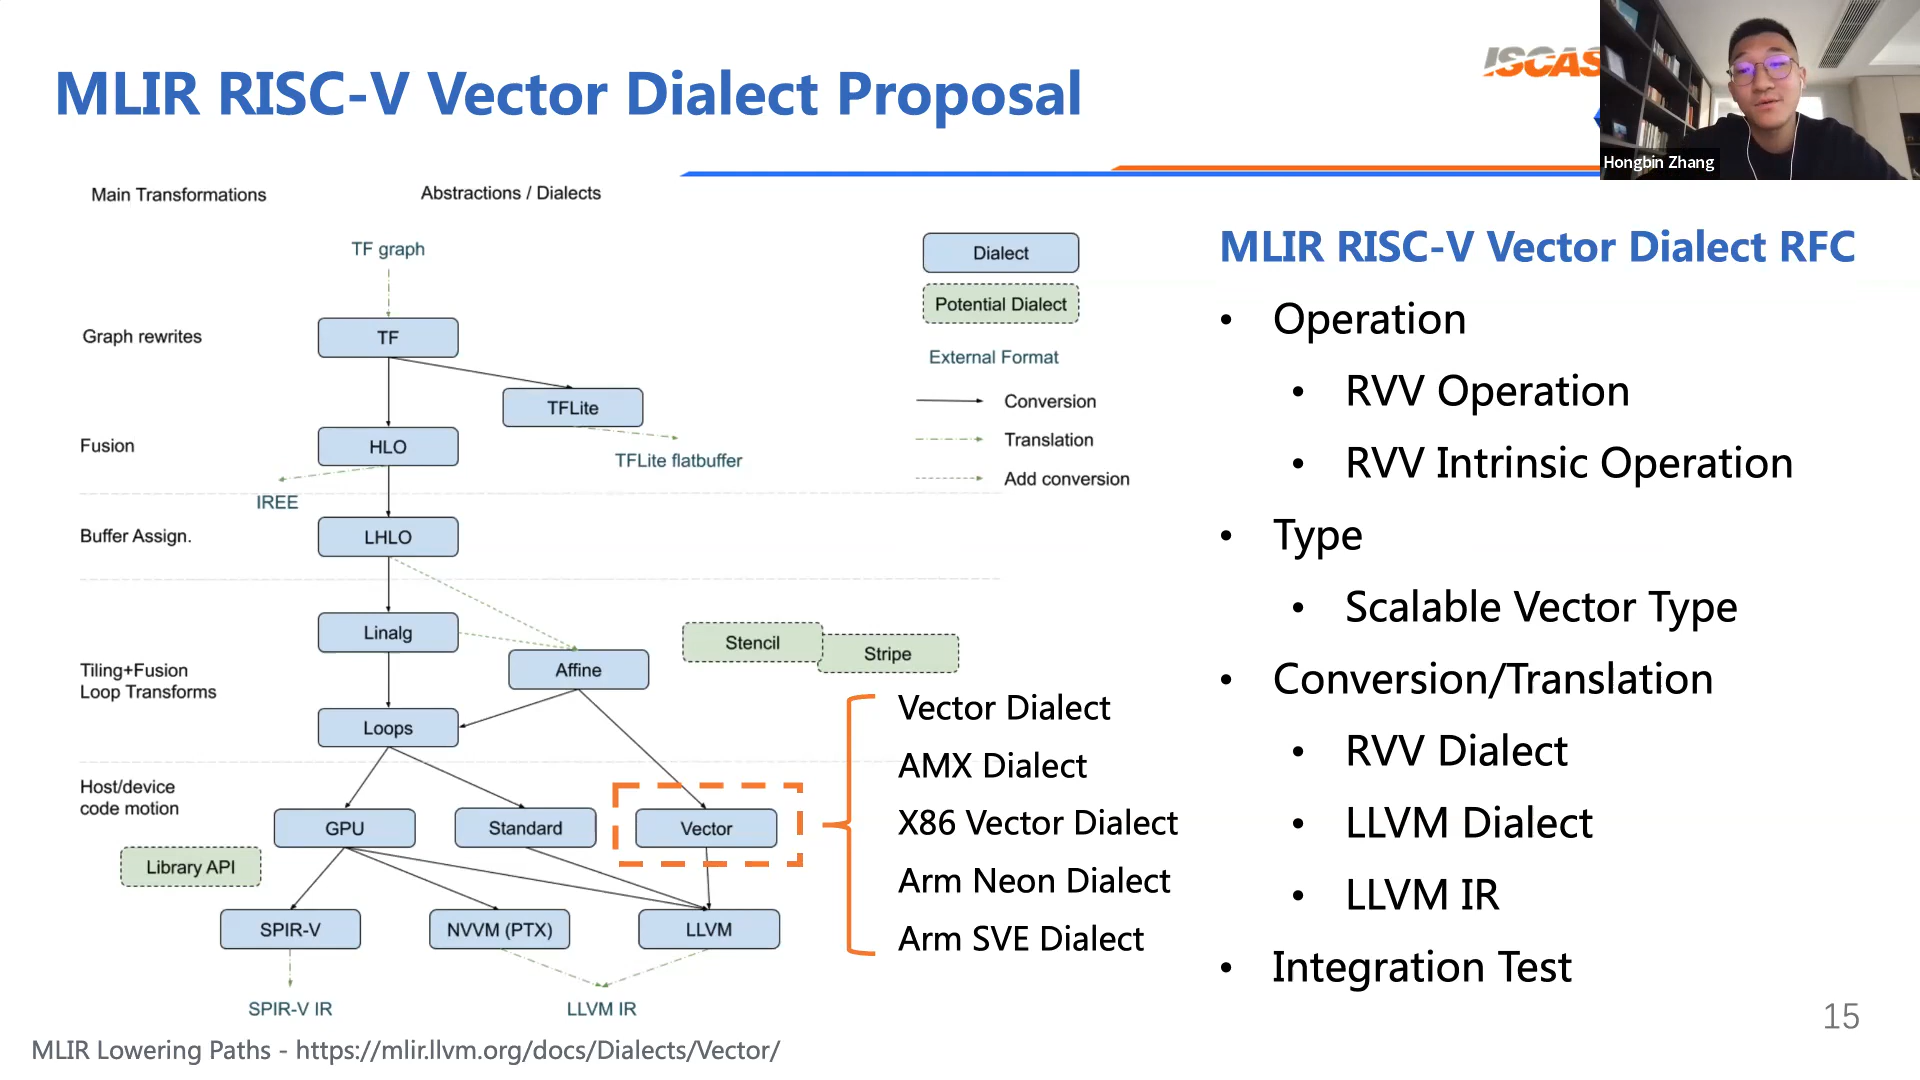 MLIR RISC-V Vector Dialect Proposal
ISCAS
Hongbin Zhang
Main Transformations
Abstractions / Dialects
TF graph
Dialect
Potential Dialect
External Format
Conversion
Translation
Add conversion
Graph rewrites
TF
TFLite
TFLite flatbuffer
Fusion
HLO
IREE
Buffer Assign.
LHLO
Linalg
Affine
Stencil
Stripe
Tiling+Fusion
Loop Transforms
Loops
Host/device
code motion
GPU
Standard
Vector
Library API
SPIR-V
NVVM (PTX)
LLVM
SPIR-V IR
LLVM IR
Vector Dialect
AMX Dialect
X86 Vector Dialect
Arm Neon Dialect
Arm SVE Dialect
MLIR RISC-V Vector Dialect RFC
• Operation
• RVV Operation
• RVV Intrinsic Operation
• Type
• Scalable Vector Type
• Conversion/Translation
• RVV Dialect
• LLVM Dialect
• LLVM IR
• Integration Test
15
MLIR Lowering Paths - https://mlir.llvm.org/docs/Dialects/Vector/